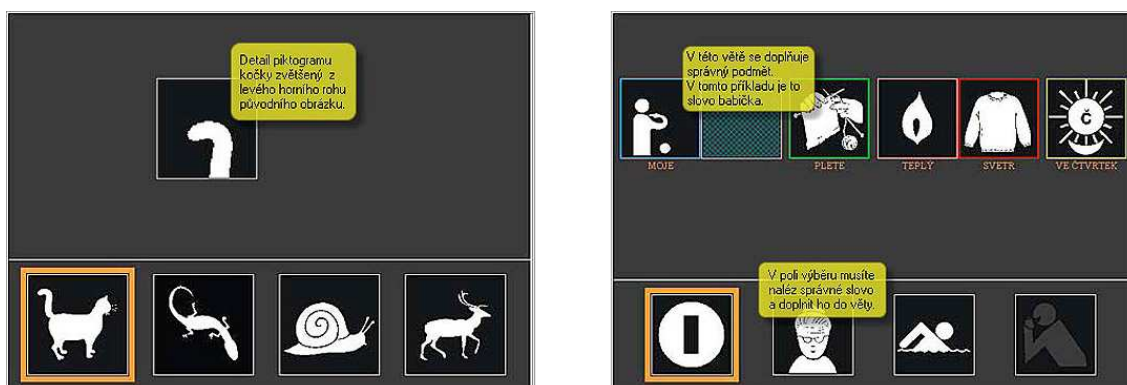 Detail piktogramu
kočky zvětšený z
levého horního rohu
původního obrázku.
V této větě se doplňuje
správný podmět.
V tomto příkladu je to
slovo babička.
Č
MOJE PLETE TEPLÝ SVETR VE ČTVRTEK
V poli výběru musíte
naléz správné slovo
a doplnit ho do věty.